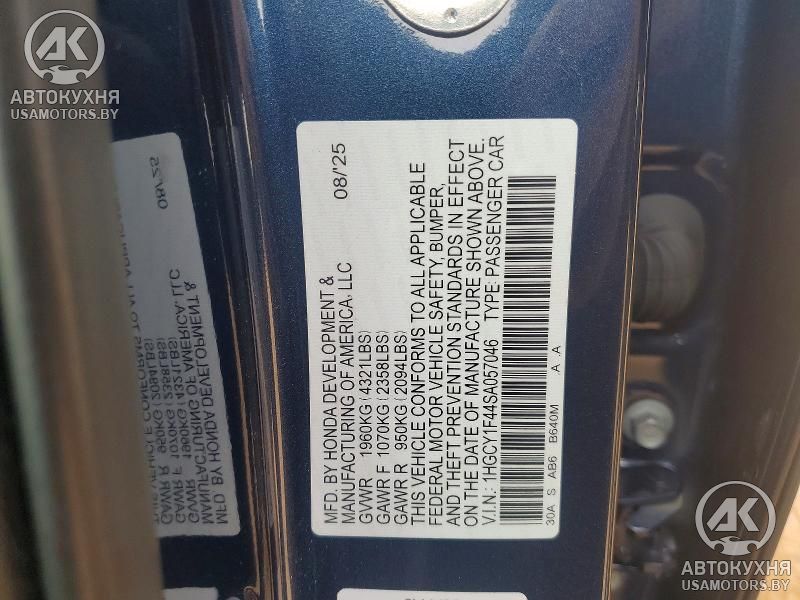 AK
АВТОКУХНЯ
USAMOTORS.BY
MFD. BY HONDA DEVELOPMENT &
MANUFACTURING OF AMERICA, LLC
08/'25
GVWR 1960KG (4321LBS)
GAWR F 1070KG (2358LBS)
GAWR R 950KG (2094LBS)
THIS VEHICLE CONFORMS TO ALL APPLICABLE
FEDERAL MOTOR VEHICLE SAFETY, BUMPER,
AND THEFT PREVENTION STANDARDS IN EFFECT
ON THE DATE OF MANUFACTURE SHOWN ABOVE.
V.I.N.: 1HGCY1F44SA057046 TYPE: PASSENGER CAR
30A S AB6 B640M A A
AK
АВТОКУХНЯ
USAMOTORS.BY